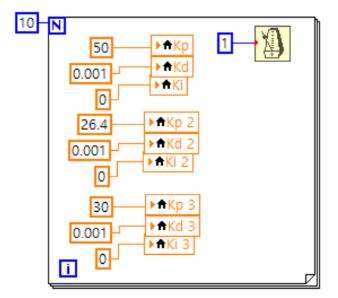 10 N
50 Kp
0.001 Kd
0 Ki
1
26.4 Kp 2
0.001 Kd 2
0 Ki 2
30 Kp 3
0.001 Kd 3
0 Ki 3
i